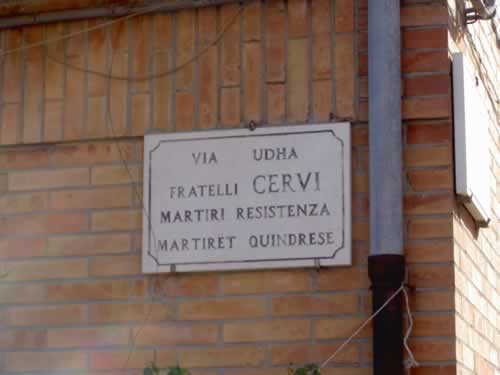 VIA UDHA
FRATELLI CERVI
MARTIRI RESISTENZA
MARTIRET QUINDRESE